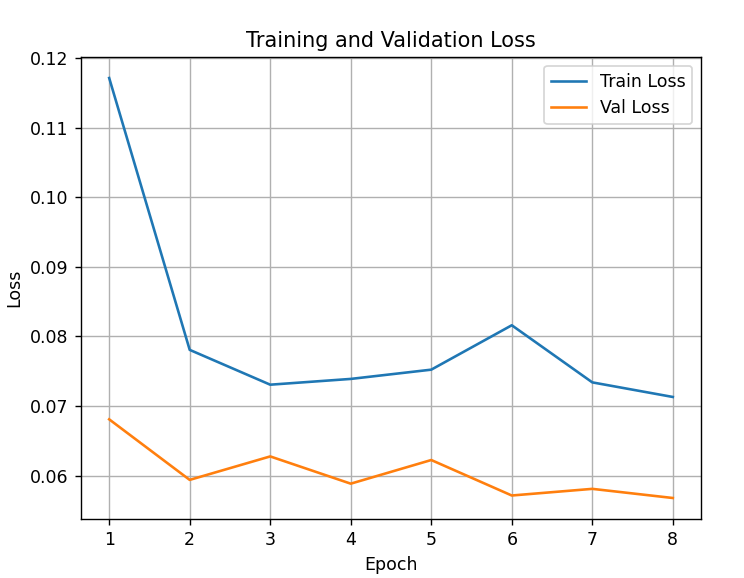 Training and Validation Loss
0.12
0.11
0.10
0.09
0.08
0.07
0.06
Loss
Train Loss
Val Loss
1 2 3 4 5 6 7 8
Epoch